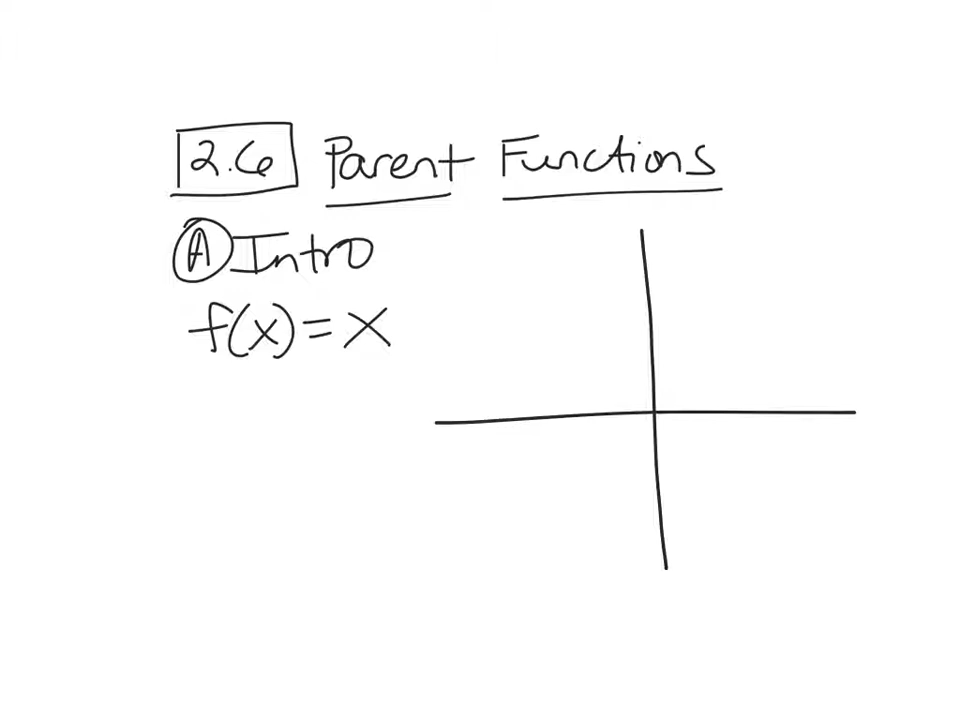 2.6 Parent Functions
A Intro
f(x) = x